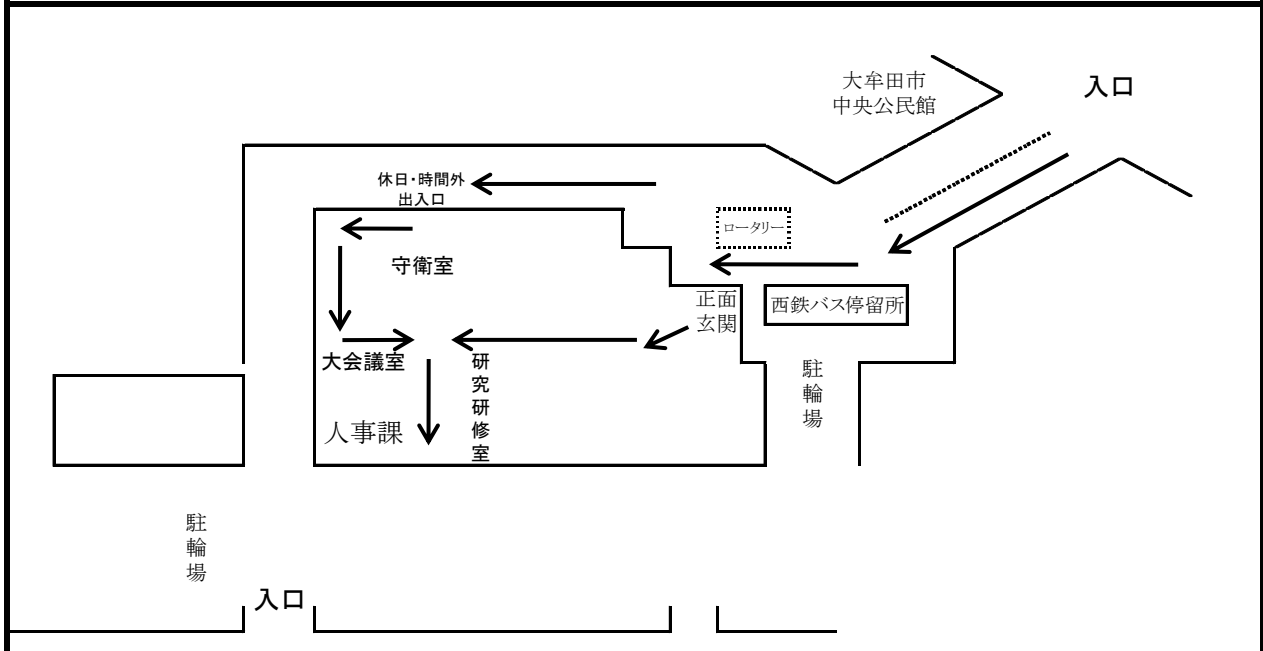 大牟田市
中央公民館
入口
休日・時間外
出入口
ロータリー
守衛室
正面
玄関
西鉄バス停留所
大会議室
研究研修室
駐輪場
人事課
駐輪場
入口